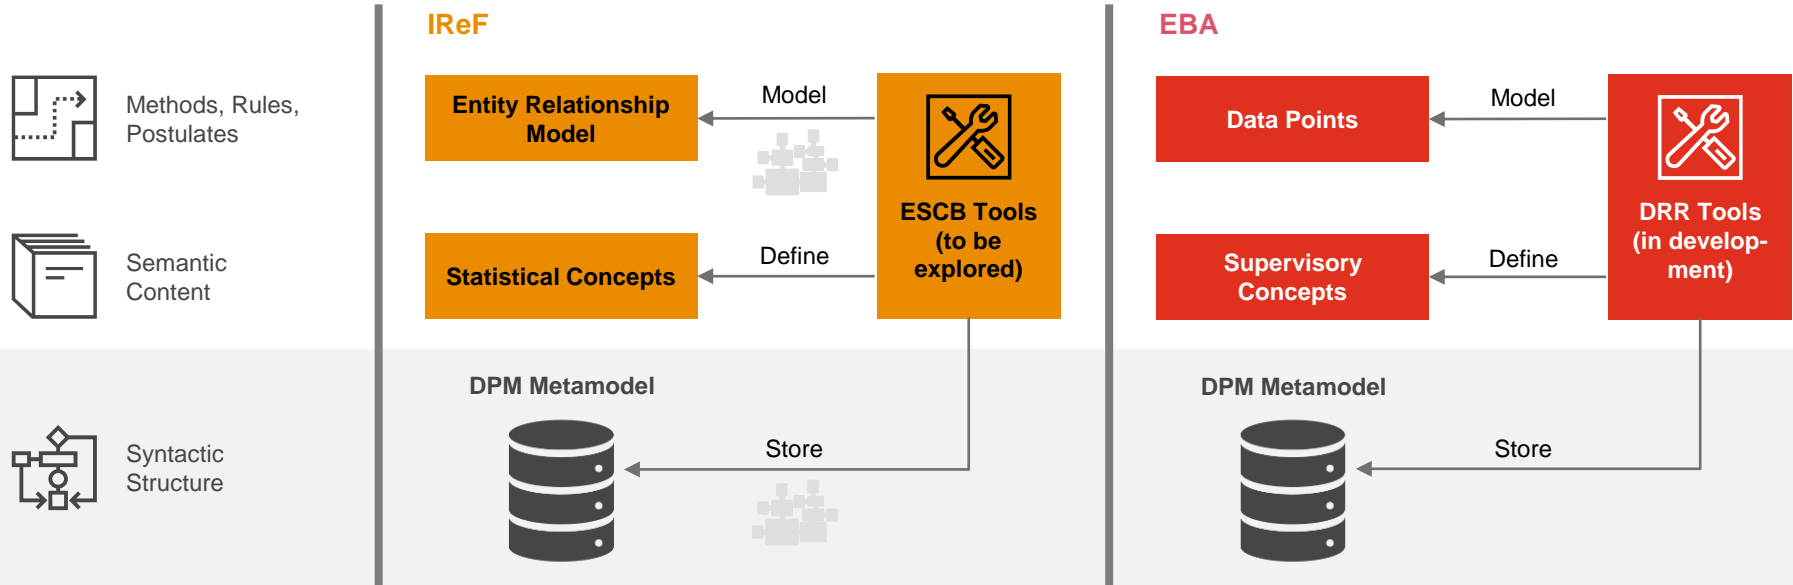 IReF
EBA
Methods, Rules,
Postulates
Entity Relationship
Model
Model
ESCB Tools
(to be
explored)
Data Points
Model
DRR Tools
(in develop-
ment)
Semantic
Content
Statistical Concepts
Define
Supervisory
Concepts
Define
Syntactic
Structure
DPM Metamodel
Store
DPM Metamodel
Store